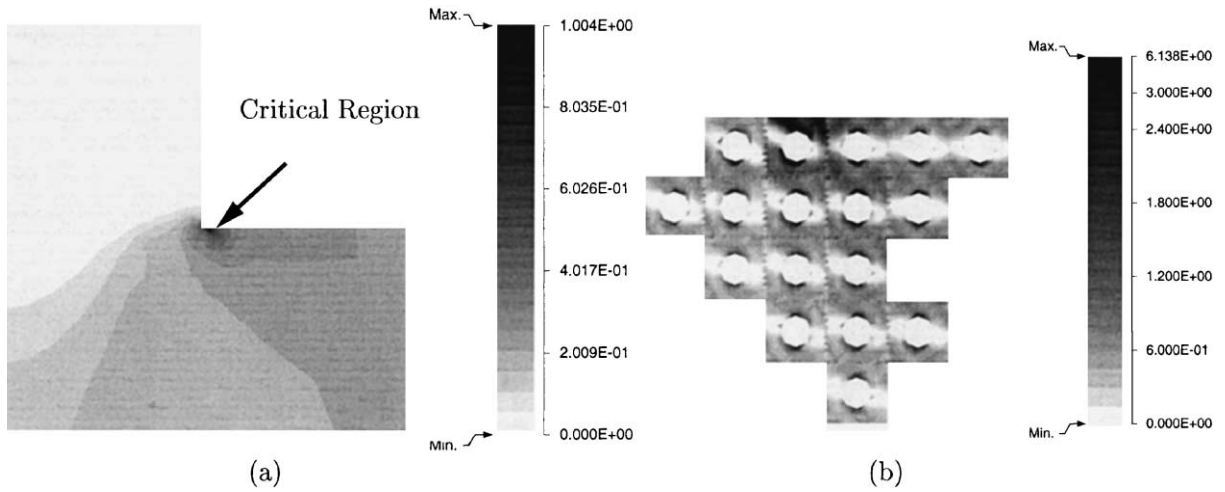 Max.
1.004E+00
8.035E-01
6.026E-01
4.017E-01
2.009E-01
0.000E+00
Min.
Critical Region
(a)
Max.
6.138E+00
3.000E+00
2.400E+00
1.800E+00
1.200E+00
6.000E-01
0.000E+00
Min.
(b)